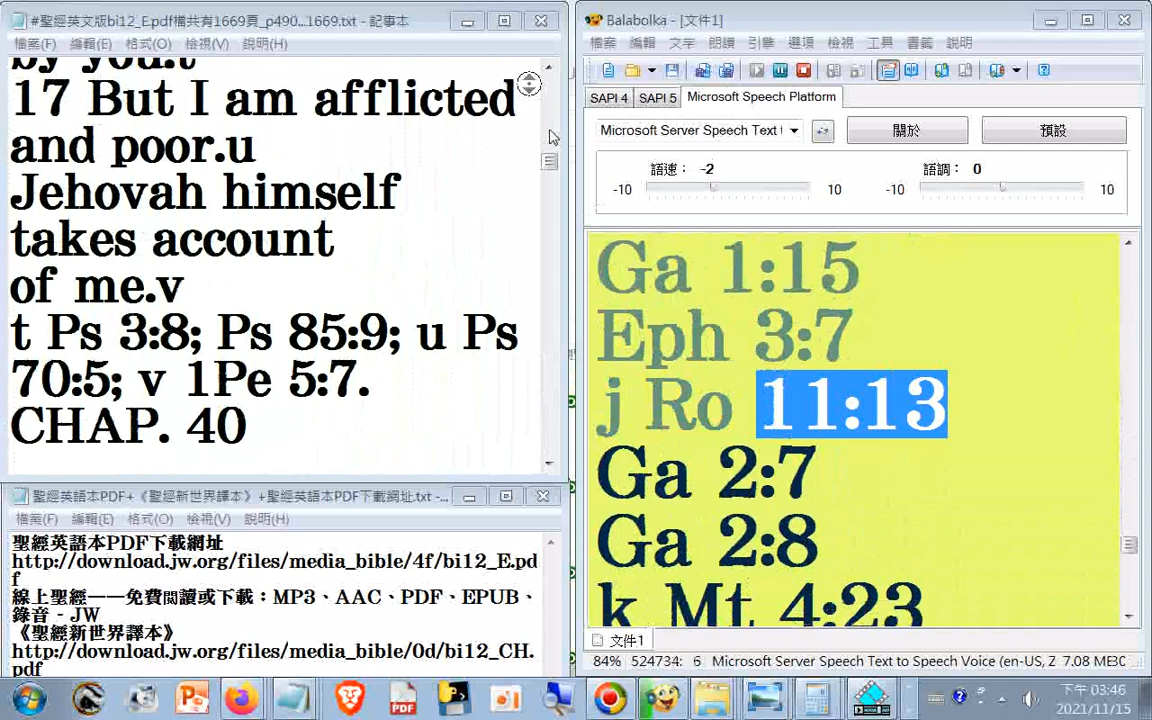 #聖經英文版bi12_E.pdf檔共有1669頁_p490...1669.txt - 記事本
檔案(F) 編輯(E) 格式(O) 檢視(V) 說明(H)
by you.t
17 But I am afflicted
and poor.u
Jehovah himself
takes account
of me.v
t Ps 3:8; Ps 85:9; u Ps
70:5; v 1Pe 5:7.
CHAP. 40
聖經英語本PDF+《聖經新世界譯本》+聖經英語本PDF下載網址.txt -...
檔案(F) 編輯(E) 格式(O) 檢視(V) 說明(H)
聖經英語本PDF下載網址
http://download.jw.org/files/media_bible/4f/bi12_E.pd
f
線上聖經——免費閱讀或下載：MP3、AAC、PDF、EPUB、
錄音 - JW
《聖經新世界譯本》
http://download.jw.org/files/media_bible/0d/bi12_CH.
pdf
Balabolka - [文件1]
檔案 編輯 文字 朗讀 引擎 選項 檢視 工具 書籤 說明
SAPI 4 SAPI 5 Microsoft Speech Platform
Microsoft Server Speech Text 關於 預設
語速： -2 語調： 0
-10 10 -10 10
Ga 1:15
Eph 3:7
j Ro 11:13
Ga 2:7
Ga 2:8
k Mt 4:23
文件1
84% 524734: 6 Microsoft Server Speech Text to Speech Voice (en-US, Z 7.08 MB
下午 03:46
2021/11/15